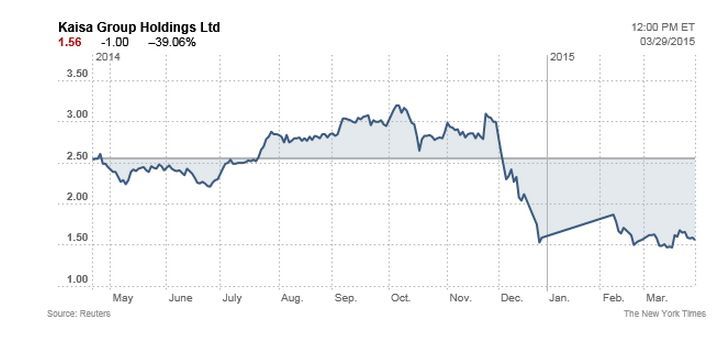 Kaisa Group Holdings Ltd
12:00 PM ET
1.56 -1.00 –39.06%
03/29/2015
2014 2015
3.50
3.00
2.50
2.00
1.50
1.00
May June July Aug. Sep. Oct. Nov. Dec. Jan. Feb. Mar.
Source: Reuters
The New York Times